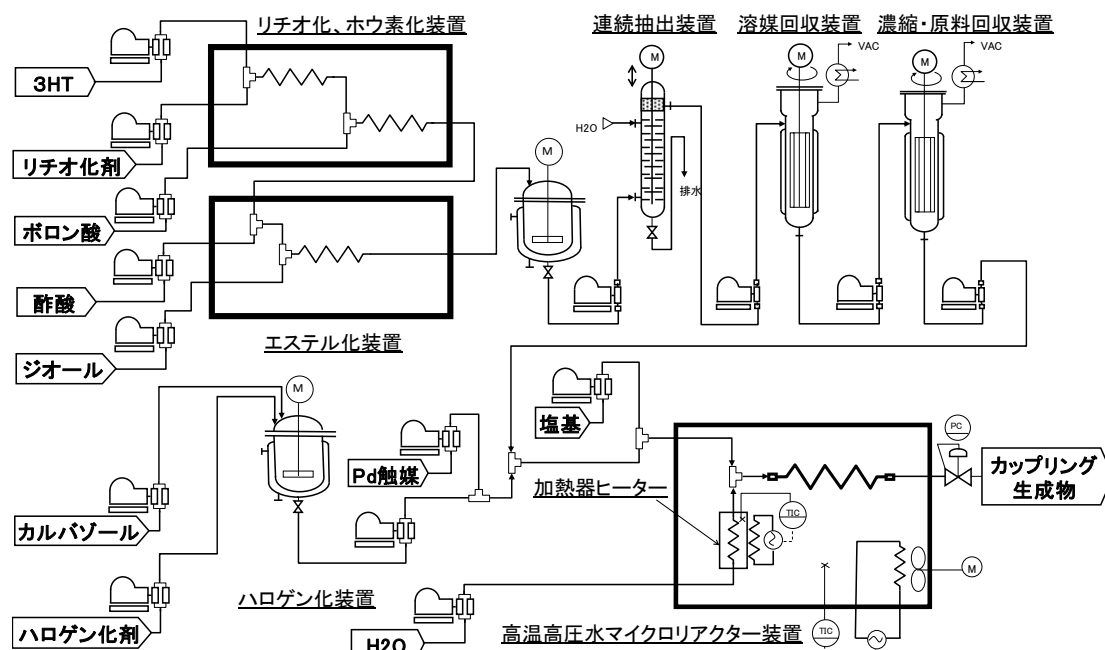 リチオ化、ホウ素化装置
連続抽出装置
溶媒回収装置
濃縮・原料回収装置
M
M
VAC
M
VAC
3HT
リチオ化剤
H2O
排水
M
ボロン酸
酢酸
ジオール
エステル化装置
M
塩基
Pd触媒
PC
カップリング
生成物
加熱器ヒーター
TIC
カルバゾール
M
ハロゲン化装置
ハロゲン化剤
H2O
高温高圧水マイクロリアクター装置
TIC